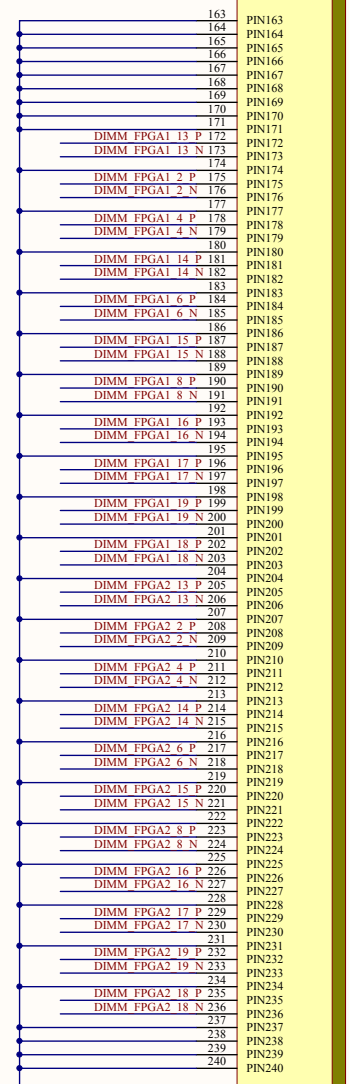 163 PIN163
164 PIN164
165 PIN165
166 PIN166
167 PIN167
168 PIN168
169 PIN169
170 PIN170
171 PIN171
DIMM_FPGA1_13_P 172 PIN172
DIMM_FPGA1_13_N 173 PIN173
174 PIN174
DIMM_FPGA1_2_P 175 PIN175
DIMM_FPGA1_2_N 176 PIN176
177 PIN177
DIMM_FPGA1_4_P 178 PIN178
DIMM_FPGA1_4_N 179 PIN179
180 PIN180
DIMM_FPGA1_14_P 181 PIN181
DIMM_FPGA1_14_N 182 PIN182
183 PIN183
DIMM_FPGA1_6_P 184 PIN184
DIMM_FPGA1_6_N 185 PIN185
186 PIN186
DIMM_FPGA1_15_P 187 PIN187
DIMM_FPGA1_15_N 188 PIN188
189 PIN189
DIMM_FPGA1_8_P 190 PIN190
DIMM_FPGA1_8_N 191 PIN191
192 PIN192
DIMM_FPGA1_16_P 193 PIN193
DIMM_FPGA1_16_N 194 PIN194
195 PIN195
DIMM_FPGA1_17_P 196 PIN196
DIMM_FPGA1_17_N 197 PIN197
198 PIN198
DIMM_FPGA1_19_P 199 PIN199
DIMM_FPGA1_19_N 200 PIN200
201 PIN201
DIMM_FPGA1_18_P 202 PIN202
DIMM_FPGA1_18_N 203 PIN203
204 PIN204
DIMM_FPGA2_13_P 205 PIN205
DIMM_FPGA2_13_N 206 PIN206
207 PIN207
DIMM_FPGA2_2_P 208 PIN208
DIMM_FPGA2_2_N 209 PIN209
210 PIN210
DIMM_FPGA2_4_P 211 PIN211
DIMM_FPGA2_4_N 212 PIN212
213 PIN213
DIMM_FPGA2_14_P 214 PIN214
DIMM_FPGA2_14_N 215 PIN215
216 PIN216
DIMM_FPGA2_6_P 217 PIN217
DIMM_FPGA2_6_N 218 PIN218
219 PIN219
DIMM_FPGA2_15_P 220 PIN220
DIMM_FPGA2_15_N 221 PIN221
222 PIN222
DIMM_FPGA2_8_P 223 PIN223
DIMM_FPGA2_8_N 224 PIN224
225 PIN225
DIMM_FPGA2_16_P 226 PIN226
DIMM_FPGA2_16_N 227 PIN227
228 PIN228
DIMM_FPGA2_17_P 229 PIN229
DIMM_FPGA2_17_N 230 PIN230
231 PIN231
DIMM_FPGA2_19_P 232 PIN232
DIMM_FPGA2_19_N 233 PIN233
234 PIN234
DIMM_FPGA2_18_P 235 PIN235
DIMM_FPGA2_18_N 236 PIN236
237 PIN237
238 PIN238
239 PIN239
240 PIN240